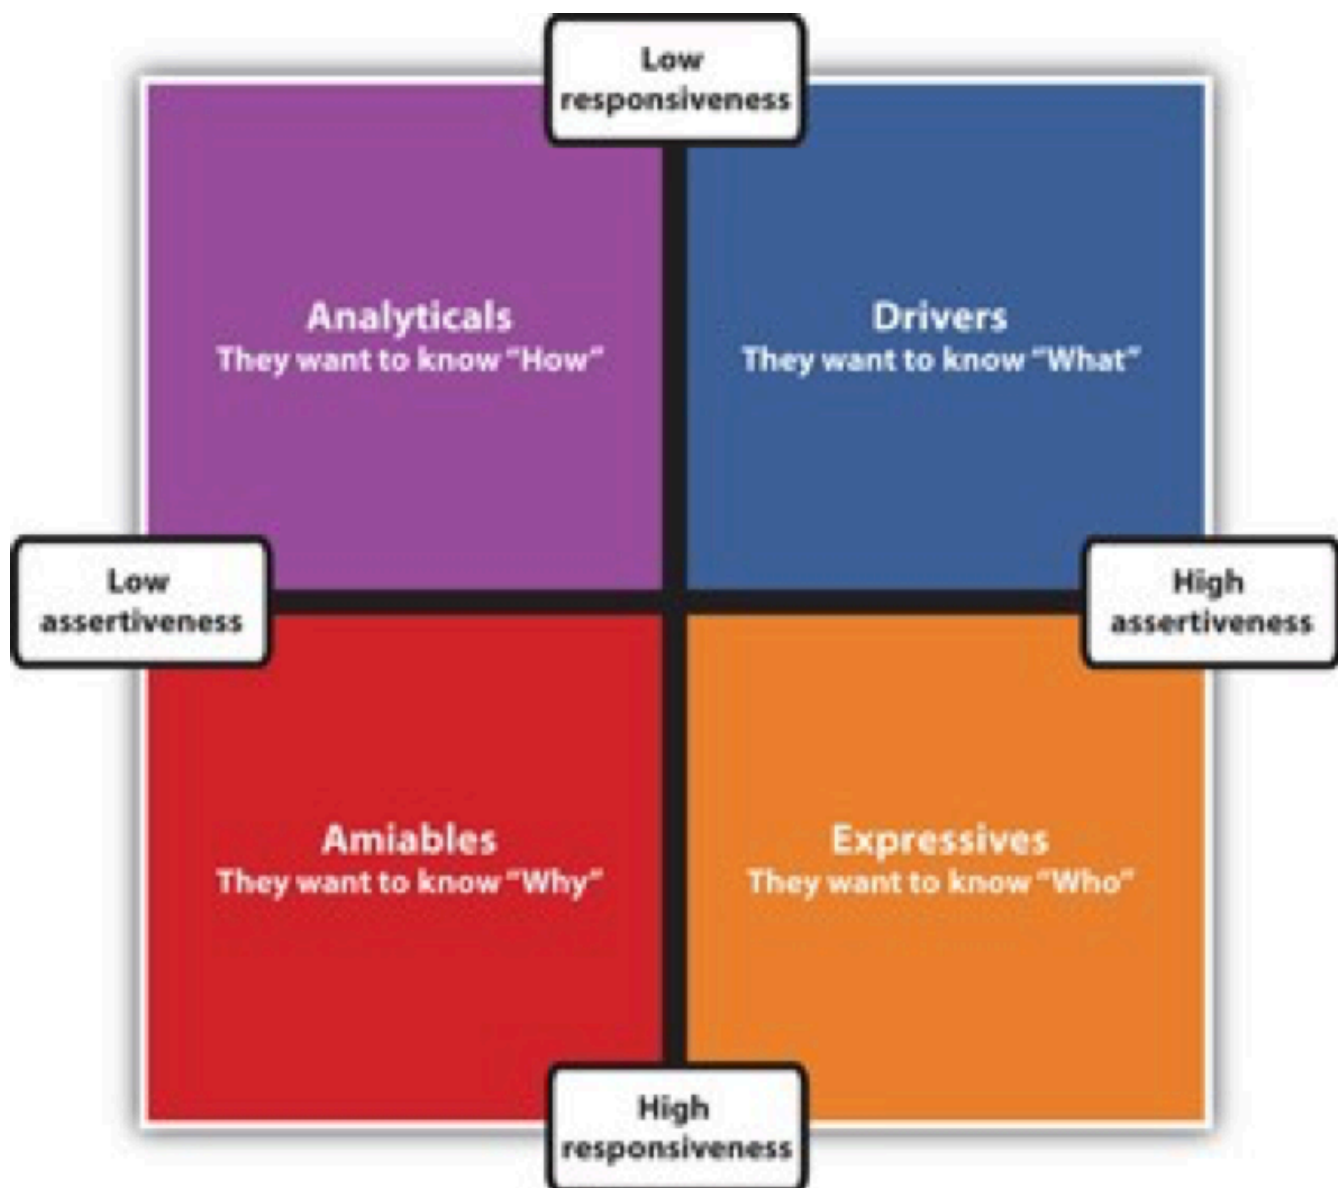 Low
responsiveness
Analyticals
They want to know “How”
Drivers
They want to know “What”
Low
assertiveness
High
assertiveness
Amiables
They want to know “Why”
Expressives
They want to know “Who”
High
responsiveness